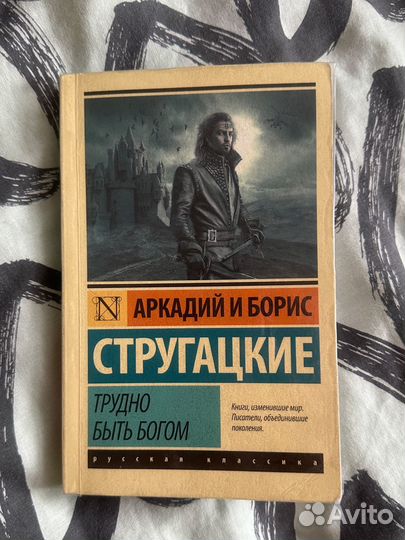 N
АРКАДИЙ И БОРИС
СТРУГАЦКИЕ
ТРУДНО
БЫТЬ БОГОМ
Книги, изменившие мир.
Писатели, объединившие
поколения.
русская классика
Avito